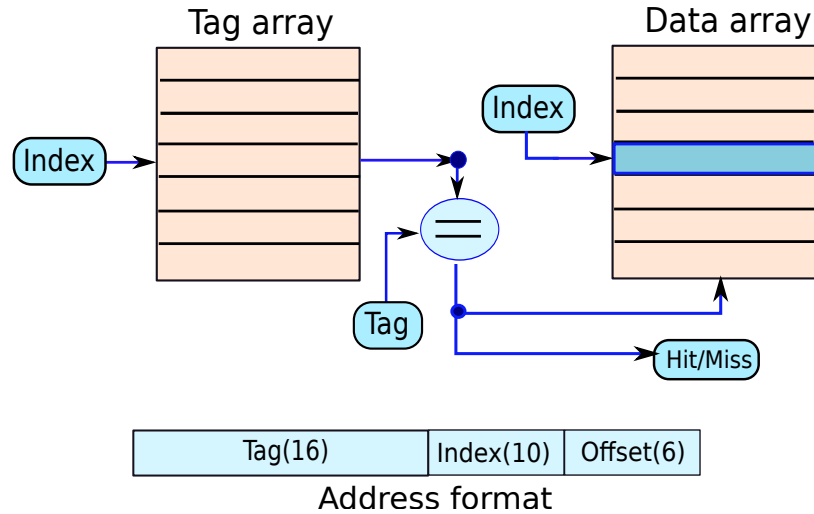 Tag array
Data array
Index
Index
Tag
Hit/Miss
Tag(16) Index(10) Offset(6)
Address format